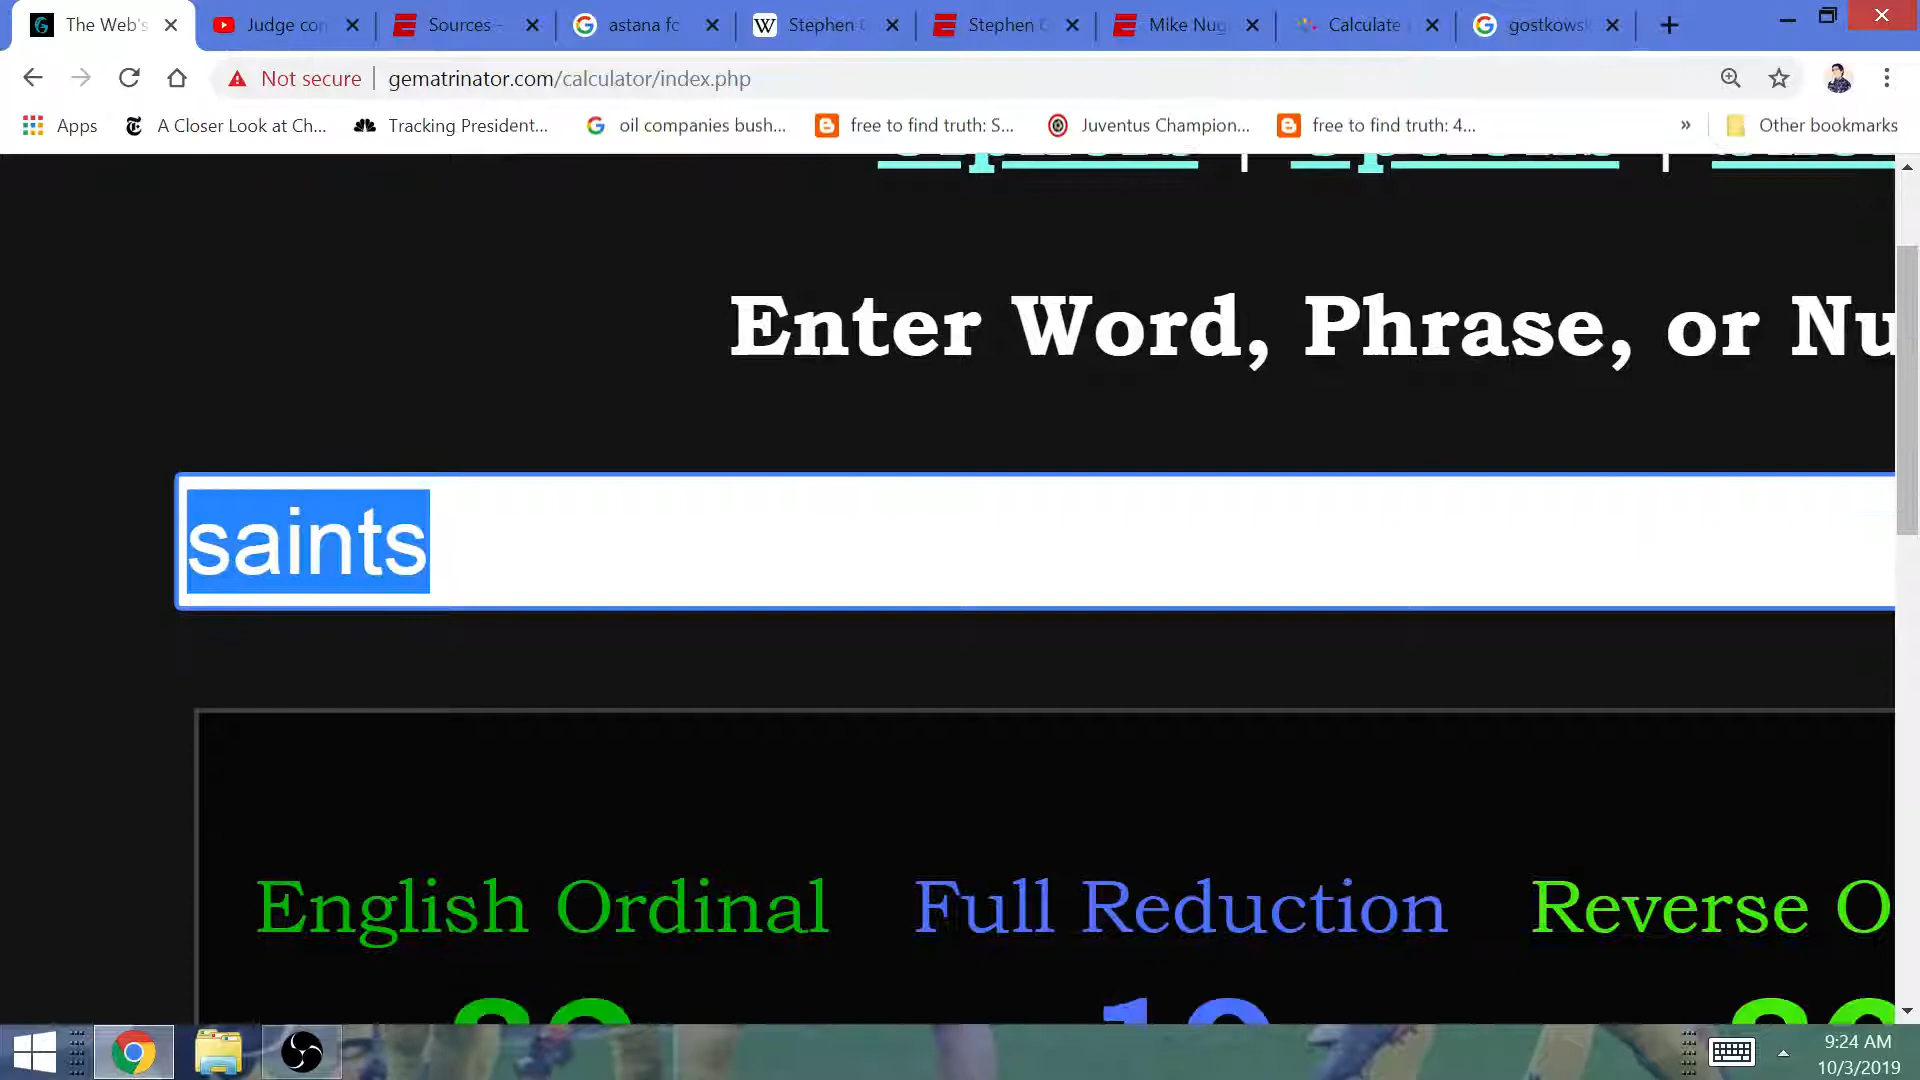 The Web's
Judge con
Sources -
astana fc
Stephen G
Stephen G
Mike Nug
Calculate
gostkowsk
Not secure
gematrinator.com/calculator/index.php
Apps
A Closer Look at Ch...
Tracking President...
oil companies bush...
free to find truth: S...
Juventus Champion...
free to find truth: 4...
»
Other bookmarks
Enter Word, Phrase, or Nu
saints
English Ordinal
Full Reduction
Reverse O
9:24 AM
10/3/2019